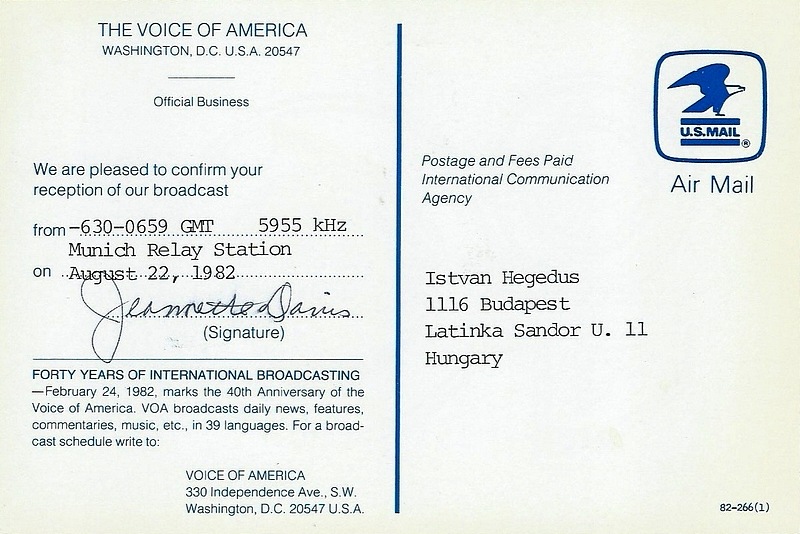 THE VOICE OF AMERICA
WASHINGTON, D.C. U.S.A. 20547
Official Business
We are pleased to confirm your
reception of our broadcast
from -630-0659 GMT 5955 kHz
Munich Relay Station
on August 22, 1982
Jeannette Davis
(Signature)
FORTY YEARS OF INTERNATIONAL BROADCASTING
—February 24, 1982, marks the 40th Anniversary of the
Voice of America. VOA broadcasts daily news, features,
commentaries, music, etc., in 39 languages. For a broad-
cast schedule write to:
VOICE OF AMERICA
330 Independence Ave., S.W.
Washington, D.C. 20547 U.S.A.
U.S.MAIL ®
Air Mail
Postage and Fees Paid
International Communication
Agency
Istvan Hegedus
1116 Budapest
Latinka Sandor U. 11
Hungary
82-266(1)